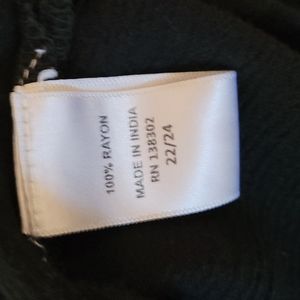 100% RAYON
MADE IN INDIA
RN 138302
22/24